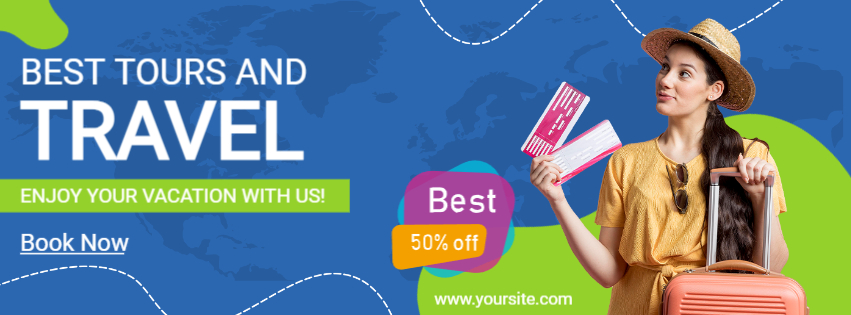 BEST TOURS AND
TRAVEL
ENJOY YOUR VACATION WITH US!
Book Now
Best
50% off
www.yoursite.com